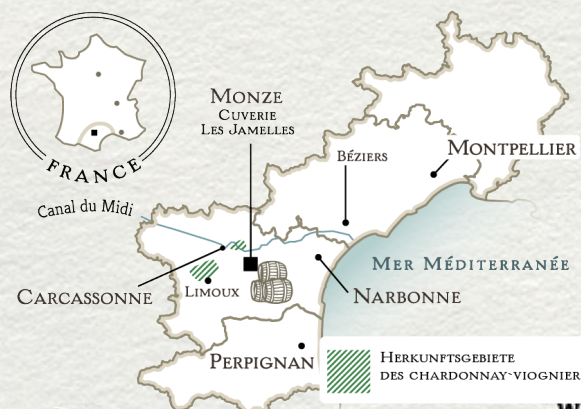 FRANCE
Canal du Midi
MONZE
CUVERIE
LES JAMELLES
BÉZIERS
MONTPELLIER
MER MÉDITERRANÉE
CARCASSONNE
LIMOUX
NARBONNE
PERPIGNAN
HERKUNFTSGEBIETE
DES CHARDONNAY-VIOGNIER